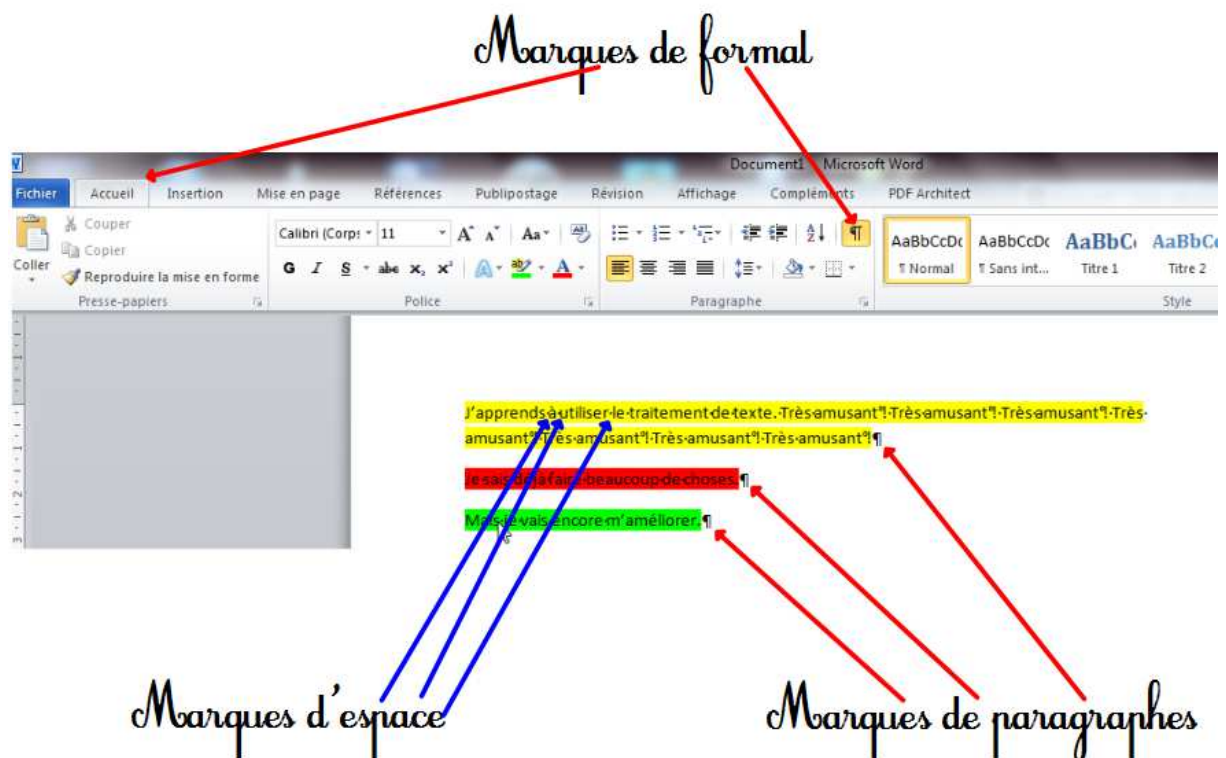 Marques de formal
Document1 Microsoft Word
Fichier Accueil Insertion Mise en page Références Publipostage Révision Affichage Compléments PDF Architect
Couper
Copier
Coller
Reproduire la mise en forme
Calibri (Corps 11 A A Aa
G I S abc x, x² A ab A
AaBbCcDc AaBbCcDc AaBbC AaBbCc
¶ Normal ¶ Sans int... Titre 1 Titre 2
Presse-papiers Police Paragraphe Style
J'apprends·à·utiliser·le·traitement·de·texte.·Très·amusant°!·Très·amusant°!·Très·amusant°!·Très·
amusant°!·Très·amusant°!·Très·amusant°!·Très·amusant°!¶
Je·sais·déjà·faire·beaucoup·de·choses.·¶
Mais·je·vais·encore·m'améliorer.·¶
Marques d'espace Marques de paragraphes